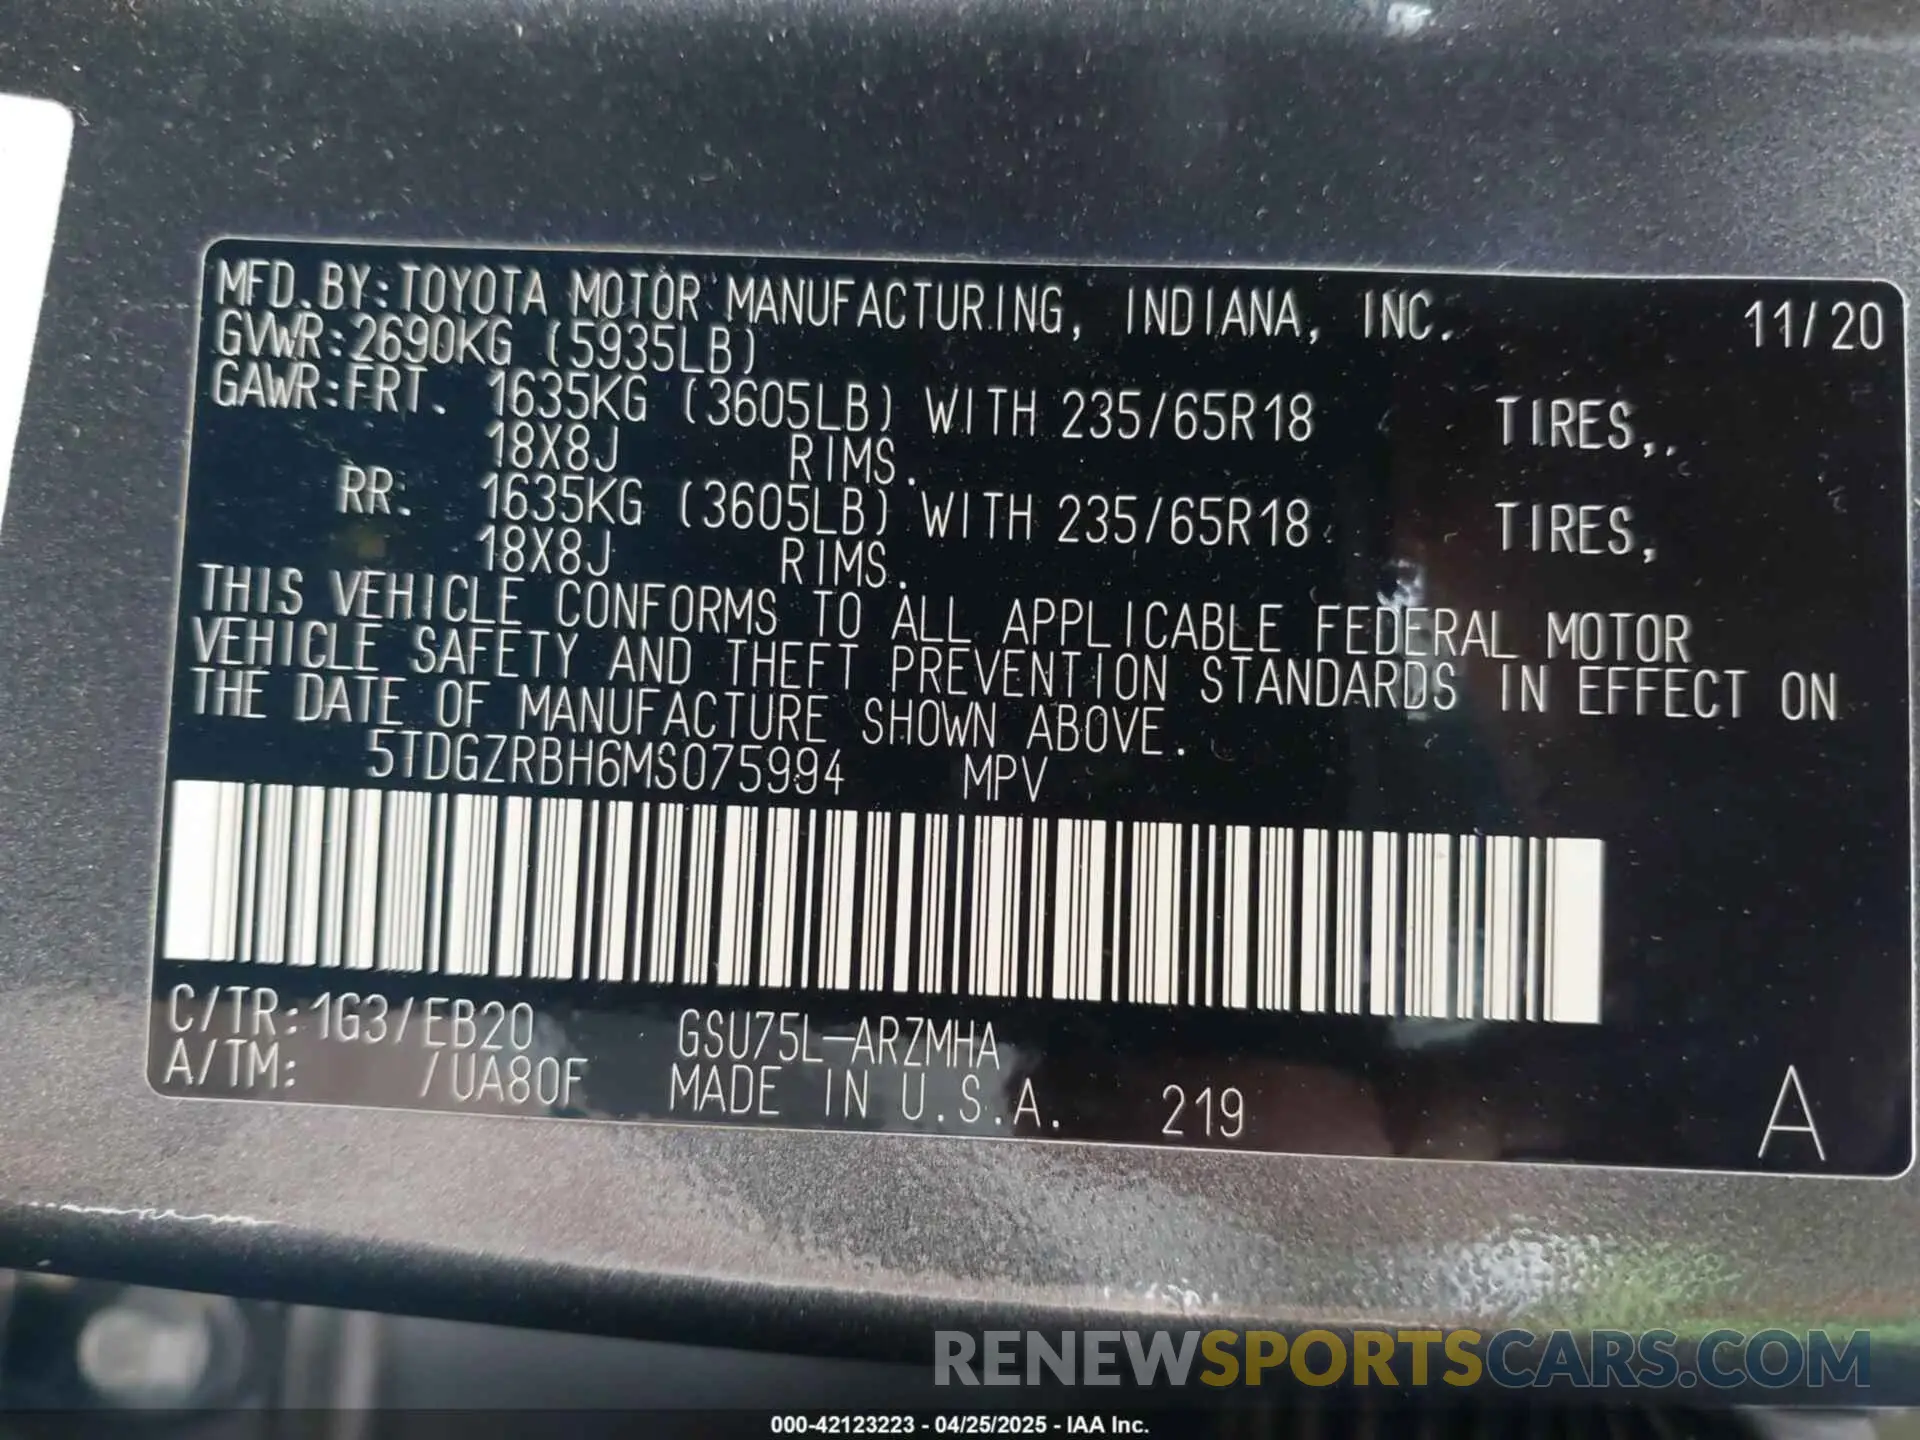 MFD.BY:TOYOTA MOTOR MANUFACTURING, INDIANA, INC. 11/20
GVWR:2690KG (5935LB)
GAWR:FRT. 1635KG (3605LB) WITH 235/65R18 TIRES,
18X8J RIMS.
RR: 1635KG (3605LB) WITH 235/65R18 TIRES,
18X8J RIMS.
THIS VEHICLE CONFORMS TO ALL APPLICABLE FEDERAL MOTOR
VEHICLE SAFETY AND THEFT PREVENTION STANDARDS IN EFFECT ON
THE DATE OF MANUFACTURE SHOWN ABOVE.
5TDGZRBH6MS075994 MPV
C/TR:1G3/EB20 GSU75L-ARZMHA
A/TM: /UA80F MADE IN U.S.A. 219 A
RENEWSPORTSCARS.COM
000-42123223 - 04/25/2025 - IAA Inc.